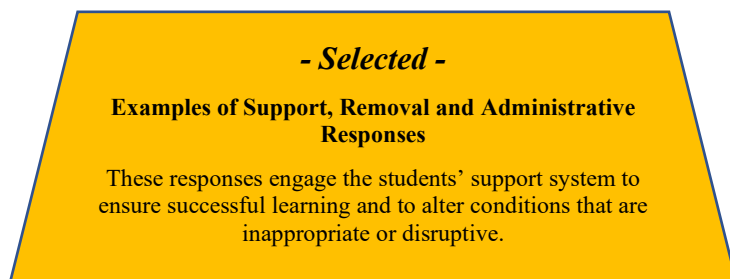 - Selected -
Examples of Support, Removal and Administrative
Responses
These responses engage the students’ support system to
ensure successful learning and to alter conditions that are
inappropriate or disruptive.